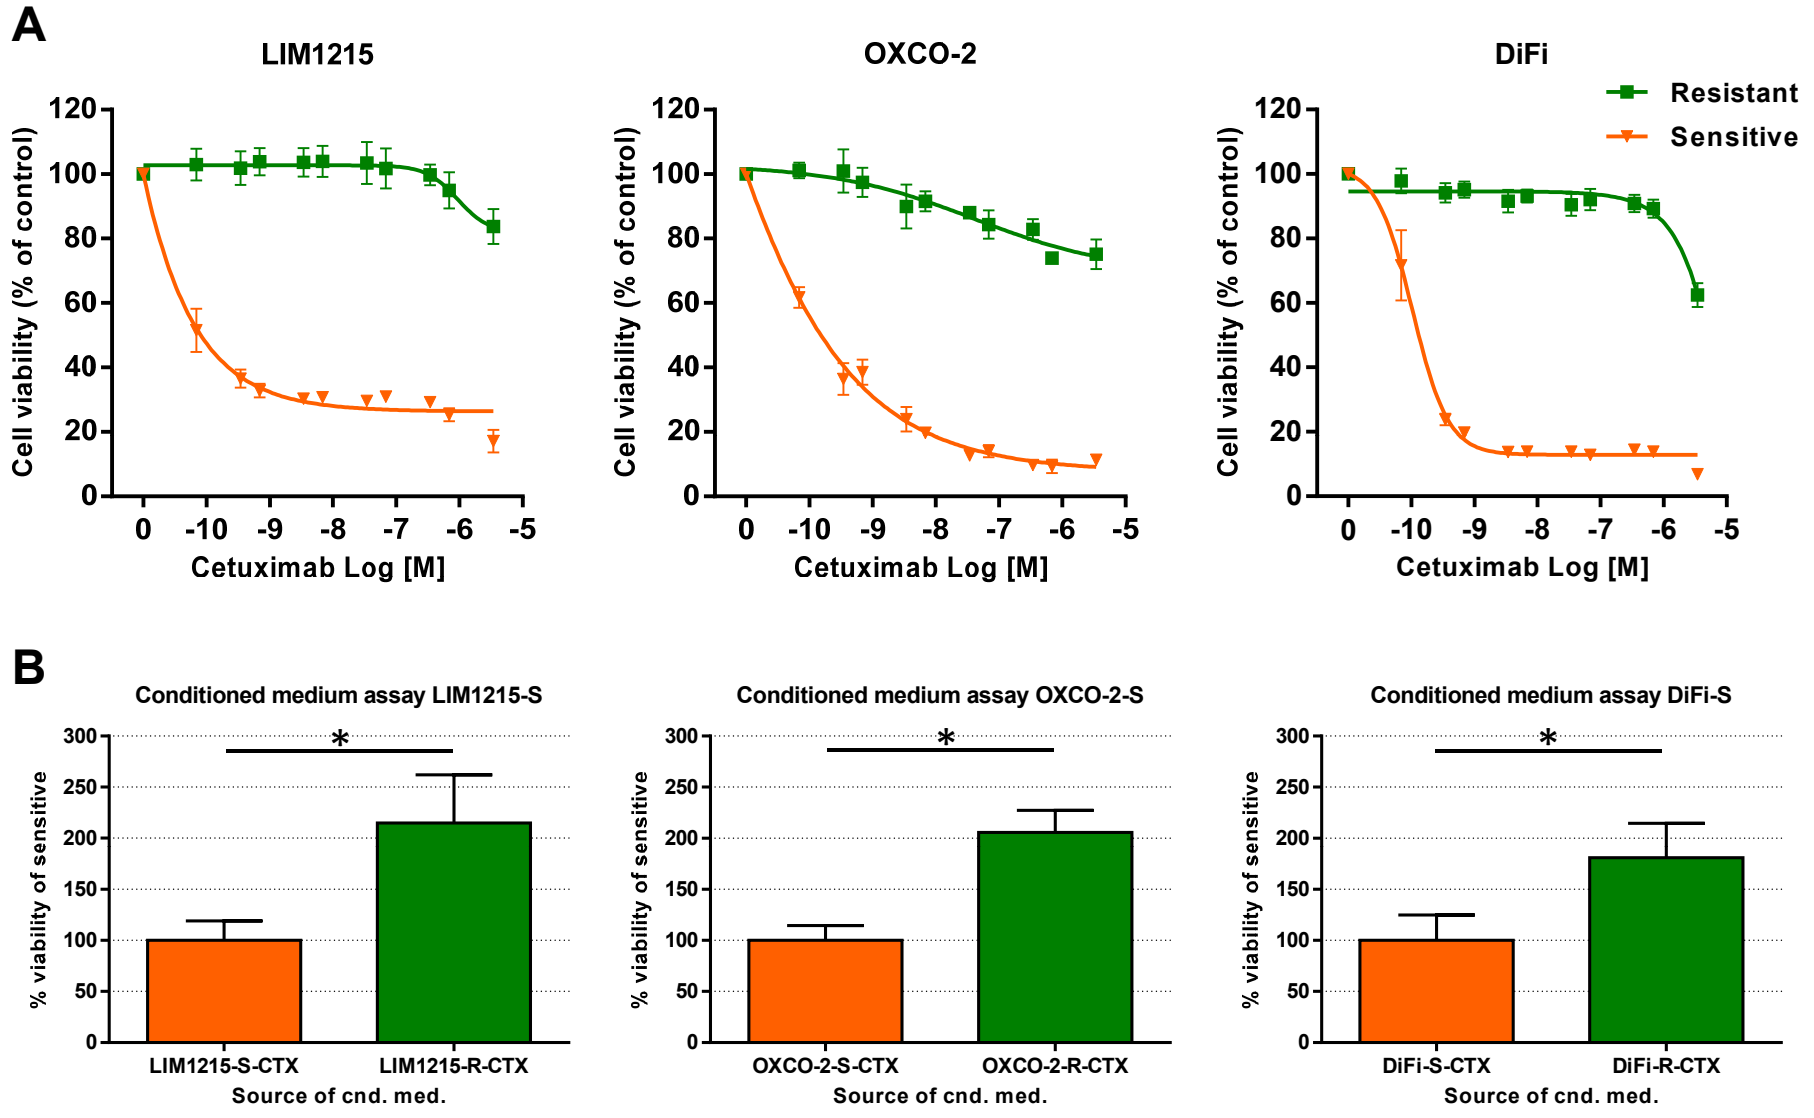 A
LIM1215
OXCO-2
DiFi
Resistant
Sensitive
Cell viability (% of control)
120
100
80
60
40
20
0
0 -10 -9 -8 -7 -6 -5
Cetuximab Log [M]
Cell viability (% of control)
120
100
80
60
40
20
0
0 -10 -9 -8 -7 -6 -5
Cetuximab Log [M]
Cell viability (% of control)
120
100
80
60
40
20
0
0 -10 -9 -8 -7 -6 -5
Cetuximab Log [M]
B
Conditioned medium assay LIM1215-S
% viability of sensitive
300
250
200
150
100
50
0
*
LIM1215-S-CTX LIM1215-R-CTX
Source of cnd. med.
Conditioned medium assay OXCO-2-S
% viability of sensitive
300
250
200
150
100
50
0
*
OXCO-2-S-CTX OXCO-2-R-CTX
Source of cnd. med.
Conditioned medium assay DiFi-S
% viability of sensitive
300
250
200
150
100
50
0
*
DiFi-S-CTX DiFi-R-CTX
Source of cnd. med.